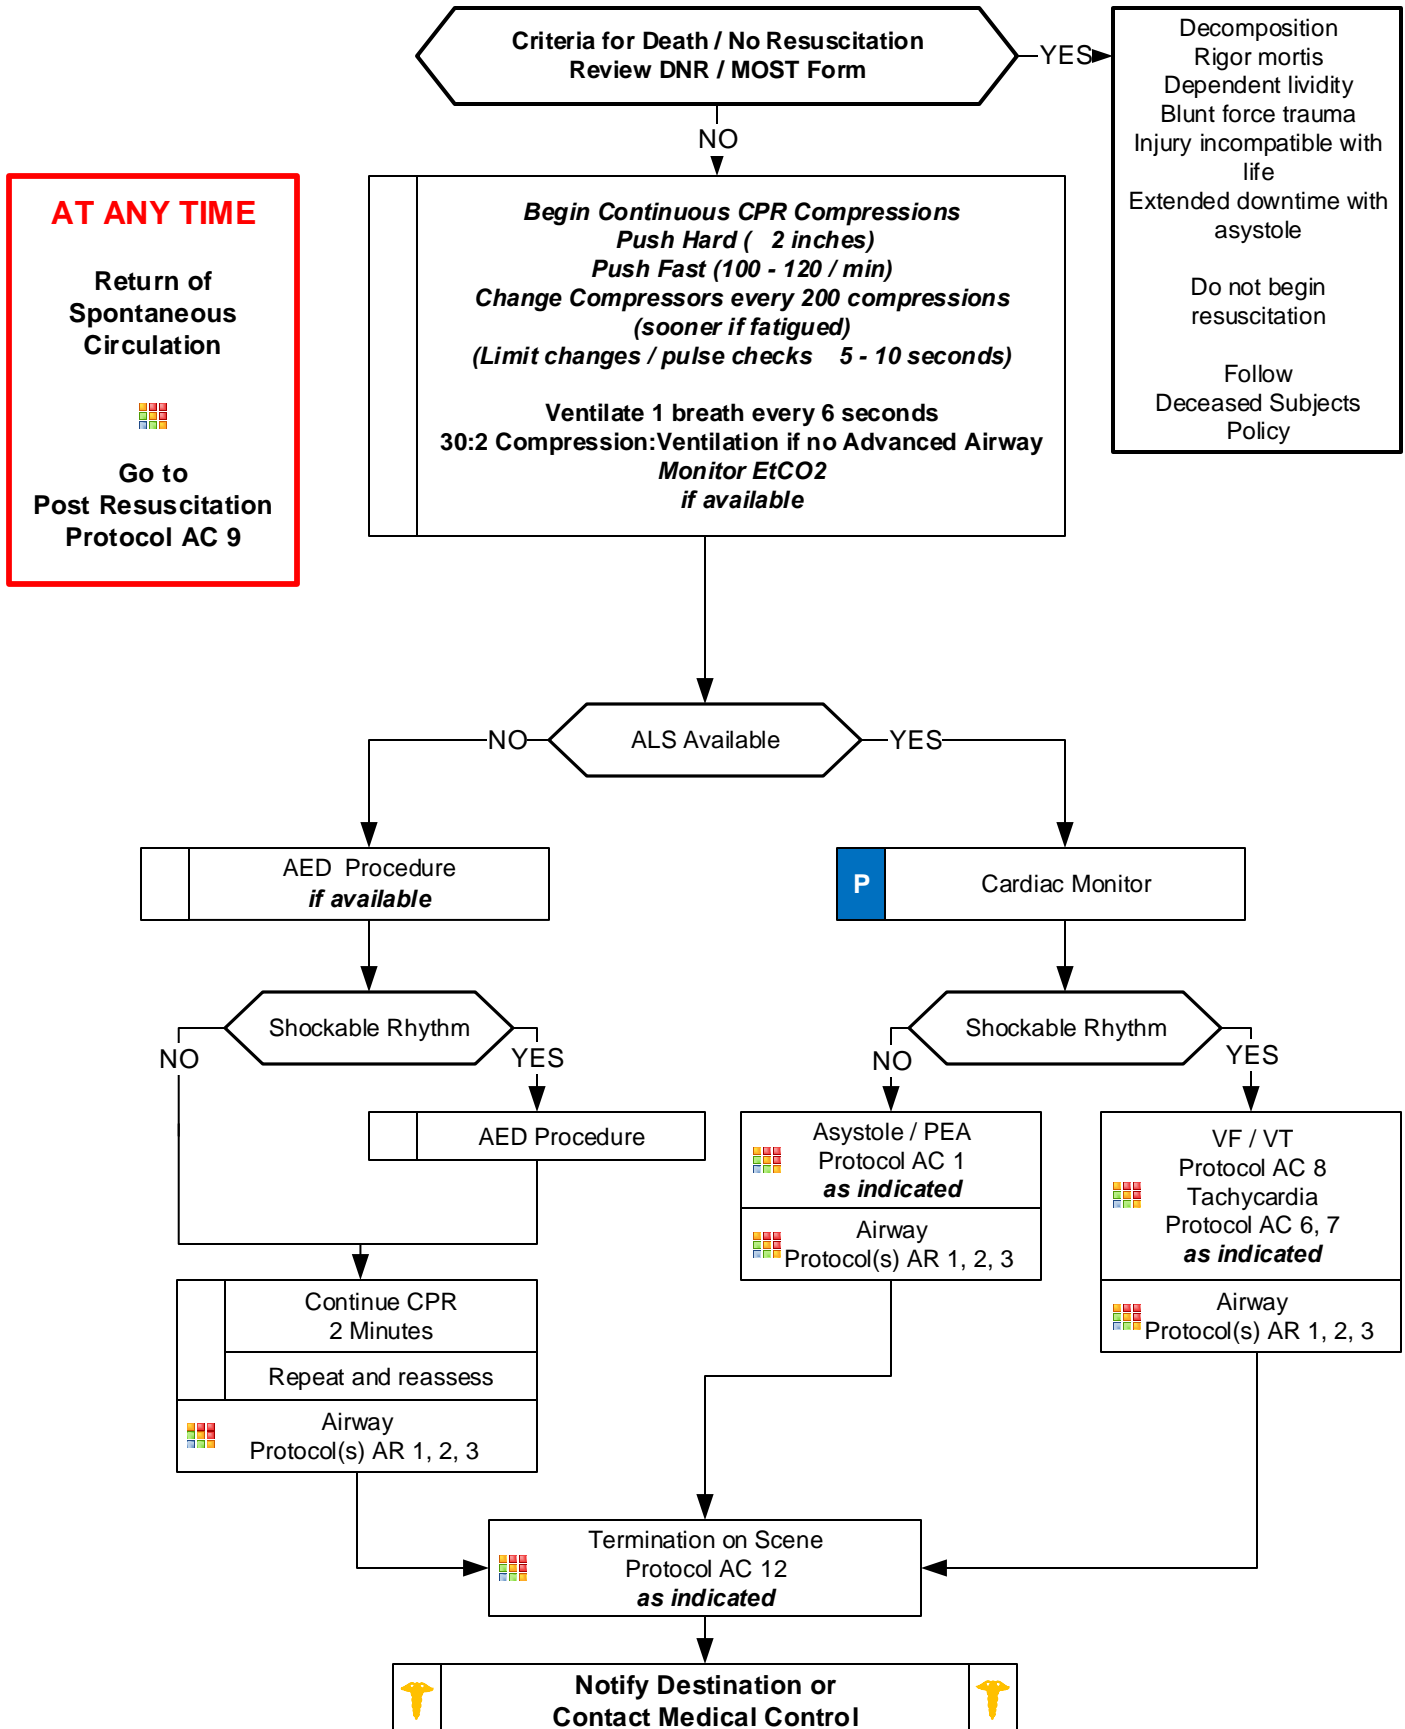 Criteria for Death / No Resuscitation
Review DNR / MOST Form
YES
Decomposition
Rigor mortis
Dependent lividity
Blunt force trauma
Injury incompatible with
life
Extended downtime with
asystole
Do not begin
resuscitation
Follow
Deceased Subjects
Policy
NO
AT ANY TIME
Return of
Spontaneous
Circulation
Go to
Post Resuscitation
Protocol AC 9
Begin Continuous CPR Compressions
Push Hard (   2 inches)
Push Fast (100 - 120 / min)
Change Compressors every 200 compressions
(sooner if fatigued)
(Limit changes / pulse checks   5 - 10 seconds)
Ventilate 1 breath every 6 seconds
30:2 Compression:Ventilation if no Advanced Airway
Monitor EtCO2
if available
NO
ALS Available
YES
AED Procedure
if available
P
Cardiac Monitor
Shockable Rhythm
NO
YES
Shockable Rhythm
NO
YES
AED Procedure
Asystole / PEA
Protocol AC 1
as indicated
Airway
Protocol(s) AR 1, 2, 3
VF / VT
Protocol AC 8
Tachycardia
Protocol AC 6, 7
as indicated
Airway
Protocol(s) AR 1, 2, 3
Continue CPR
2 Minutes
Repeat and reassess
Airway
Protocol(s) AR 1, 2, 3
Termination on Scene
Protocol AC 12
as indicated
Notify Destination or
Contact Medical Control